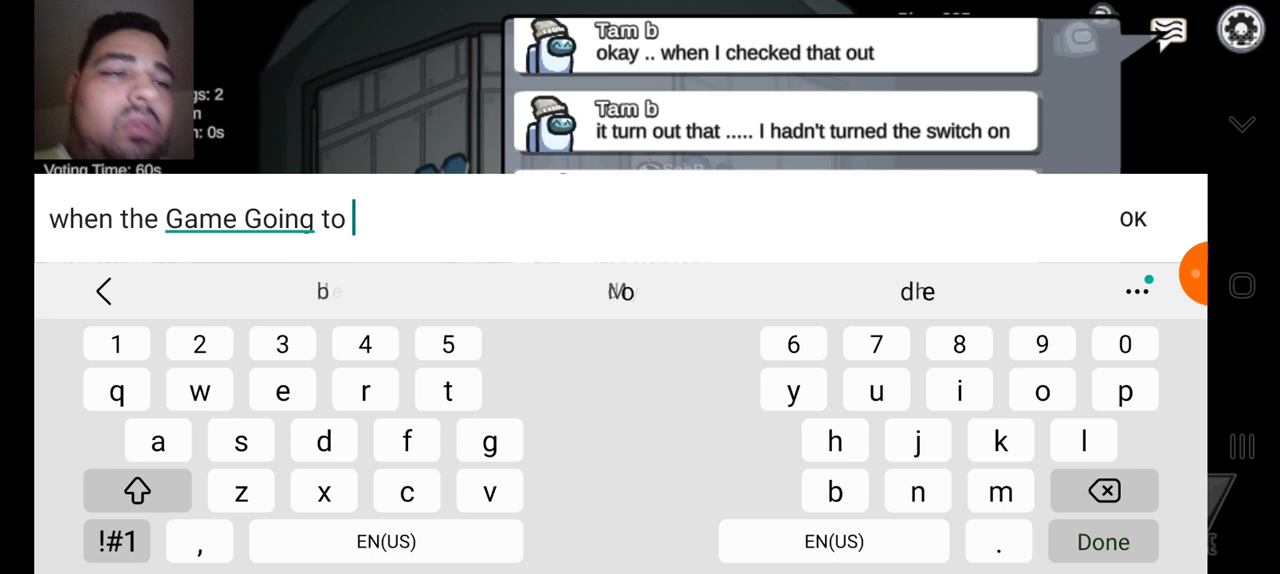 Tam b
okay .. when I checked that out
Tam b
it turn out that ..... I hadn't turned the switch on
gs: 2
n
n: 0s
Voting Time: 60s
when the Game Going to
OK
1 2 3 4 5 6 7 8 9 0
q w e r t y u i o p
a s d f g h j k l
z x c v b n m
!#1 , EN(US) EN(US) . Done